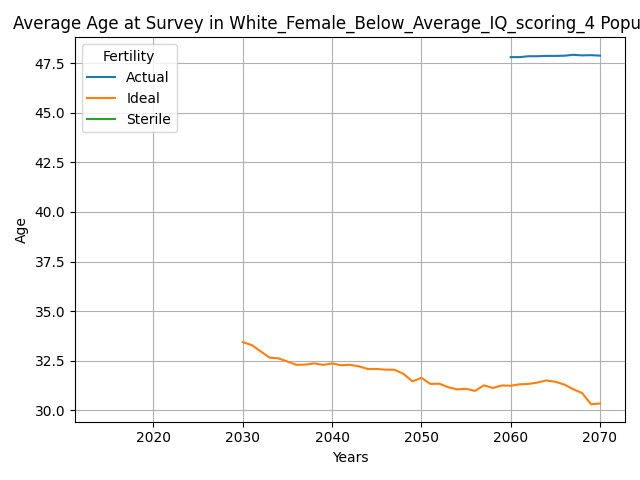 Average Age at Survey in White_Female_Below_Average_IQ_scoring_4 Popu
Fertility
Actual
Ideal
Sterile
47.5
45.0
42.5
40.0
37.5
35.0
32.5
30.0
Age
2020 2030 2040 2050 2060 2070
Years